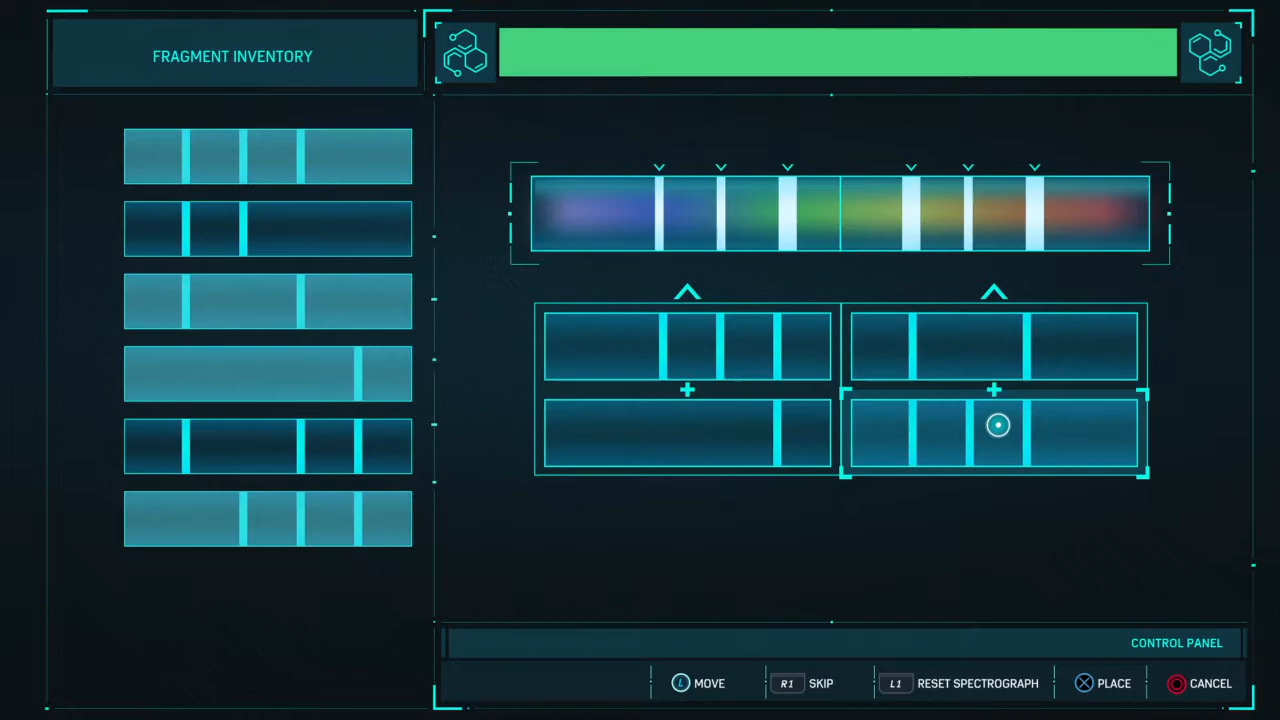 FRAGMENT INVENTORY
CONTROL PANEL
L MOVE R1 SKIP L1 RESET SPECTROGRAPH PLACE CANCEL